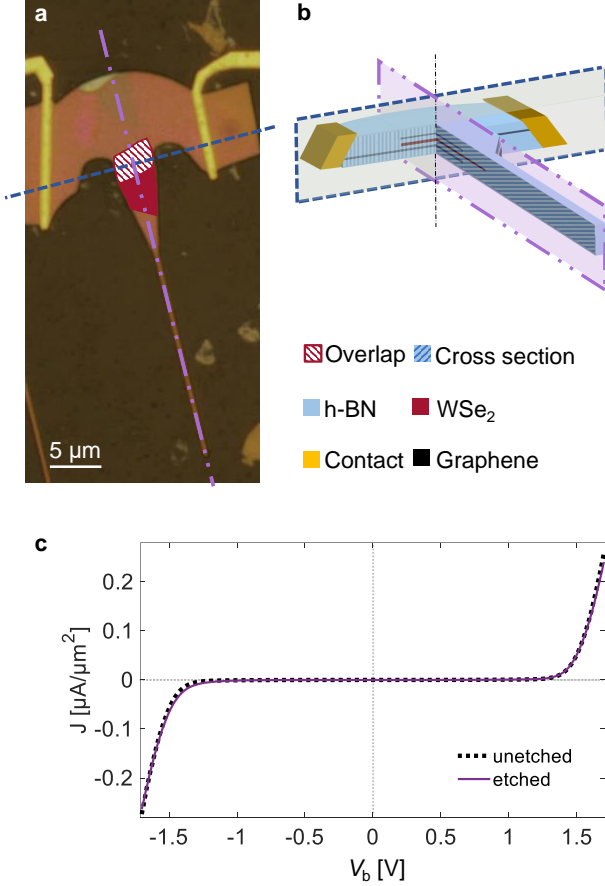 a
b
5 µm
Overlap
Cross section
h-BN
WSe₂
Contact
Graphene
c
0.2
0.1
0
-0.1
-0.2
J [µA/µm²]
-1.5
-1
-0.5
0
0.5
1
1.5
V_b [V]
unetched
etched